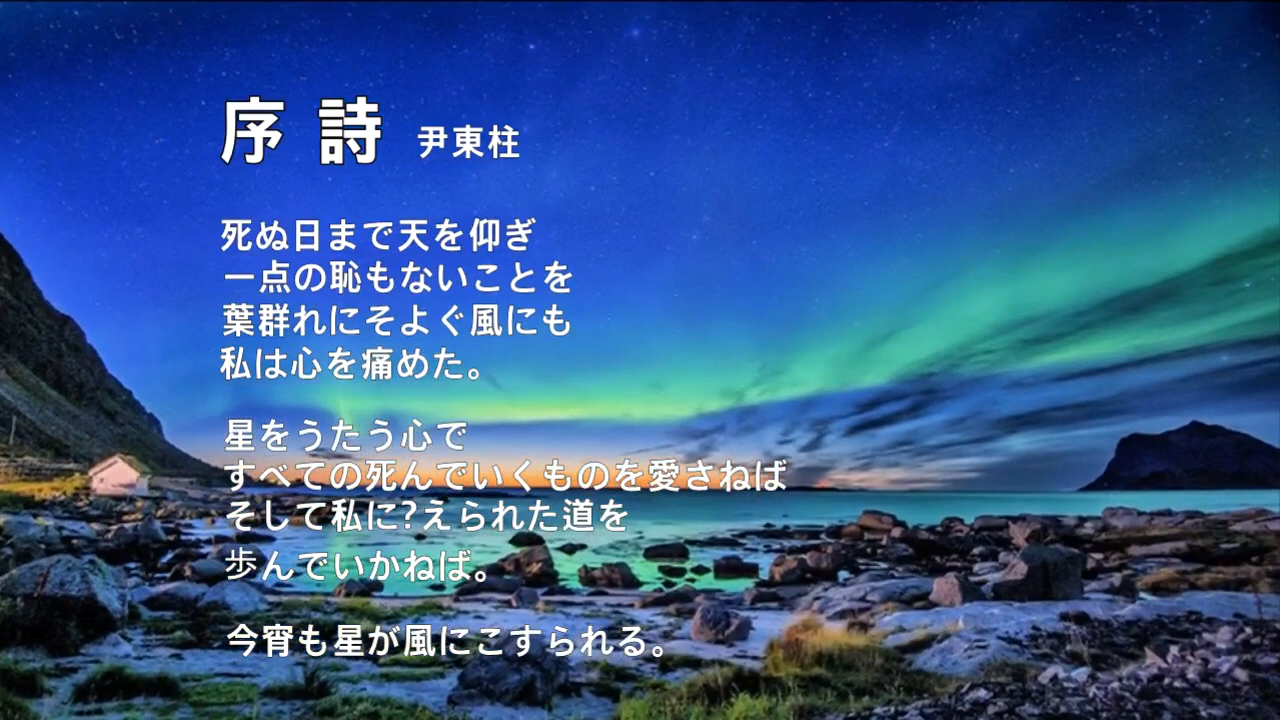 序 詩 尹東柱
死ぬ日まで天を仰ぎ
一点の恥もないことを
葉群れにそよぐ風にも
私は心を痛めた。
星をうたう心で
すべての死んでいくものを愛さねば
そして私に?えられた道を
歩んでいかねば。
今宵も星が風にこすられる。